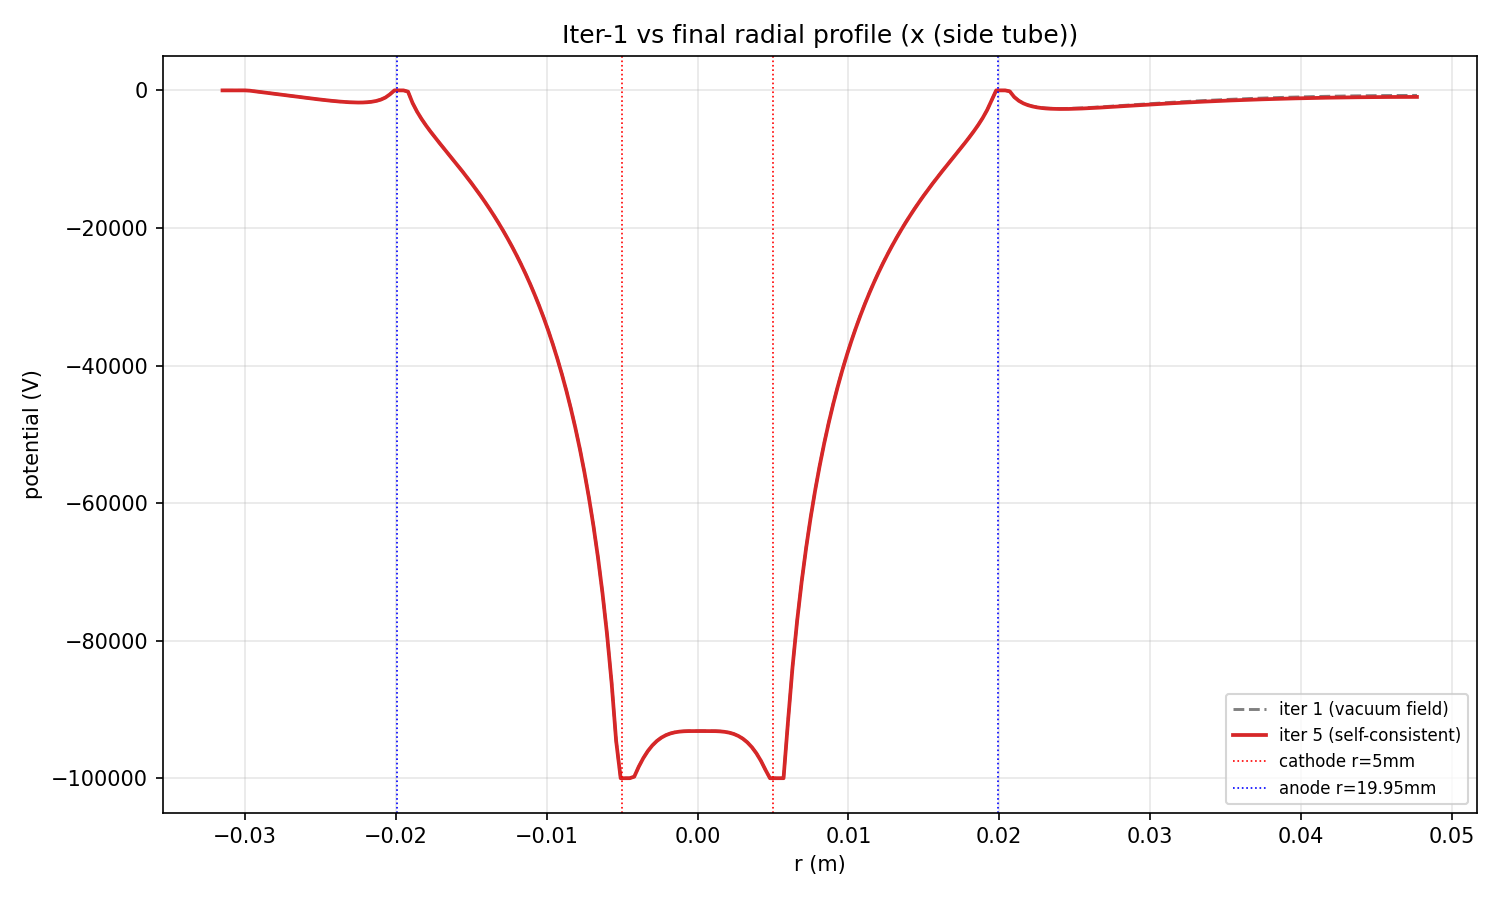 Iter-1 vs final radial profile (x (side tube))
potential (V)
0
−20000
−40000
−60000
−80000
−100000
iter 1 (vacuum field)
iter 5 (self-consistent)
cathode r=5mm
anode r=19.95mm
−0.03 −0.02 −0.01 0.00 0.01 0.02 0.03 0.04 0.05
r (m)